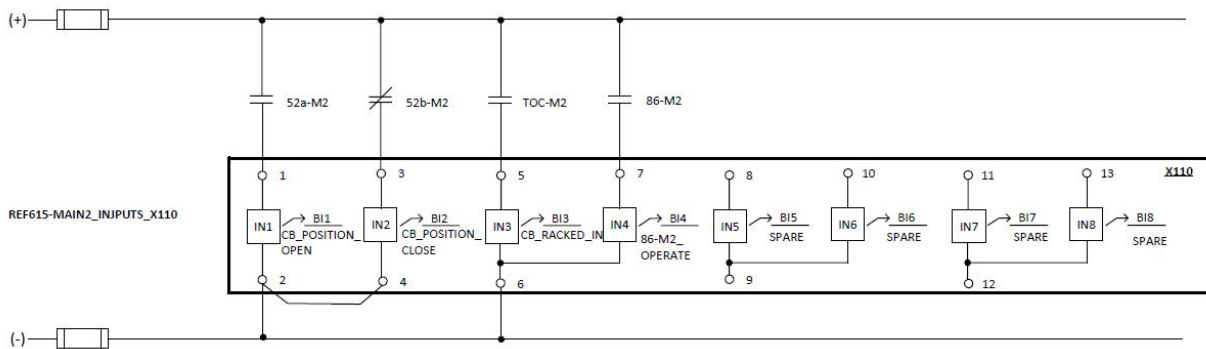 (+)
52a-M2
52b-M2
TOC-M2
86-M2
1
3
5
7
8
10
11
13
X110
REF615-MAIN2_INJPUTS_X110
IN1
BI1
CB_POSITION_
OPEN
IN2
BI2
CB_POSITION_
CLOSE
IN3
BI3
CB_RACKED_IN
IN4
BI4
86-M2_
OPERATE
IN5
BI5
SPARE
IN6
BI6
SPARE
IN7
BI7
SPARE
IN8
BI8
SPARE
2
4
6
9
12
(-)